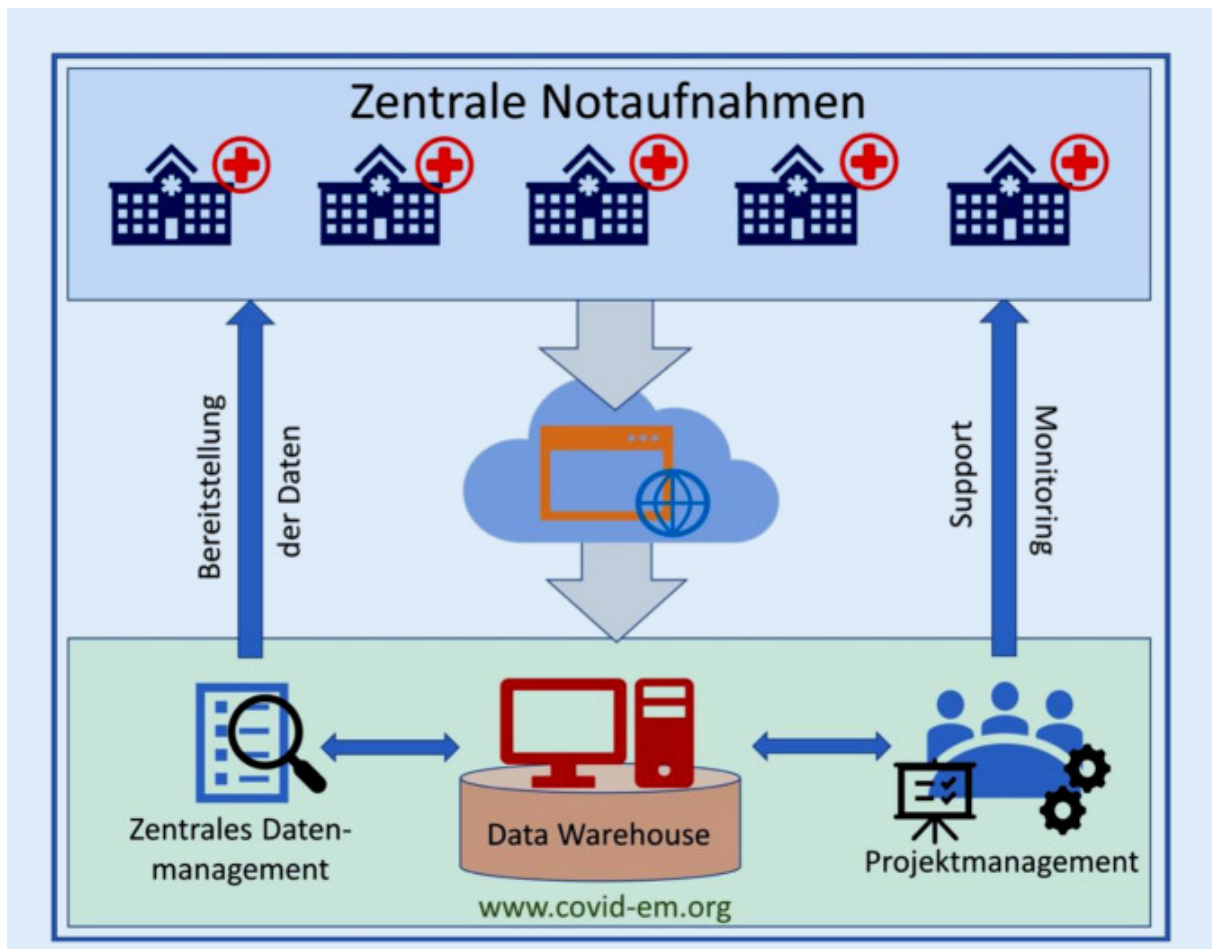 Zentrale Notaufnahmen
Bereitstellung
der Daten
Support
Monitoring
Zentrales Daten-
management
Data Warehouse
Projektmanagement
www.covid-em.org